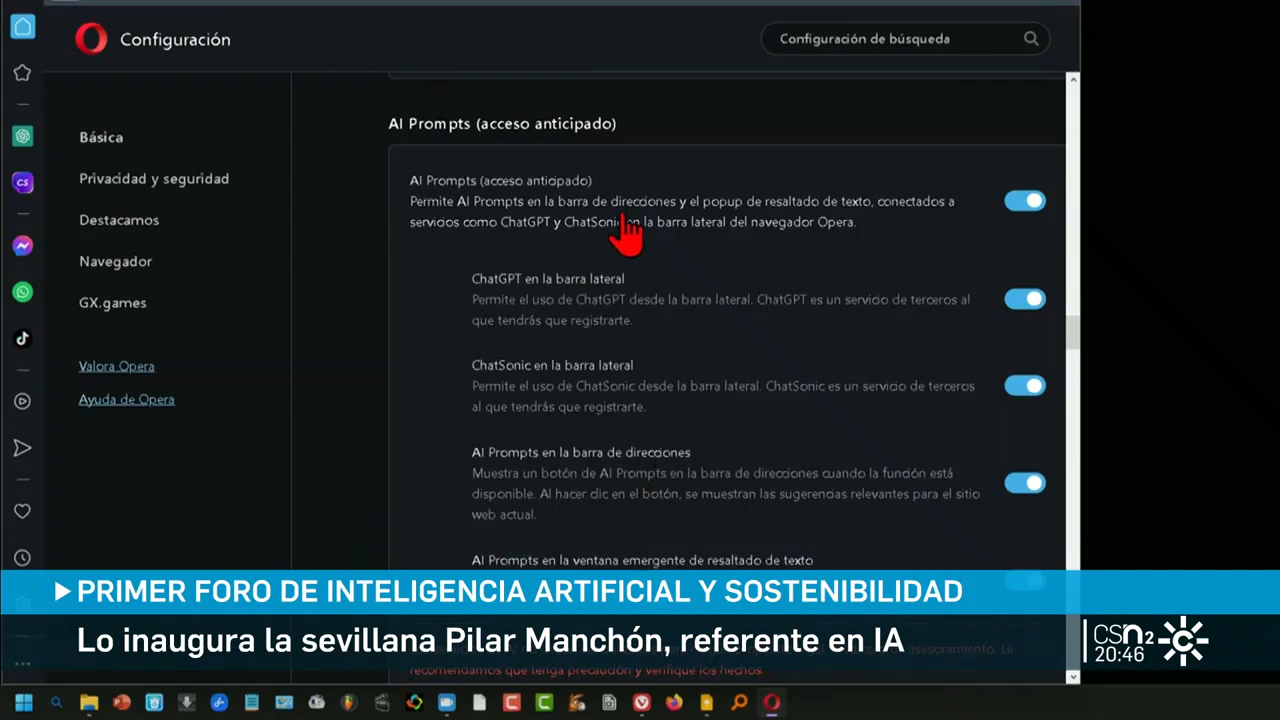 Configuración
Configuración de búsqueda
Básica
Privacidad y seguridad
Destacamos
Navegador
GX.games
Valora Opera
Ayuda de Opera
AI Prompts (acceso anticipado)
AI Prompts (acceso anticipado)
Permite AI Prompts en la barra de direcciones y el popup de resaltado de texto, conectados a
servicios como ChatGPT y ChatSonic en la barra lateral del navegador Opera.
ChatGPT en la barra lateral
Permite el uso de ChatGPT desde la barra lateral. ChatGPT es un servicio de terceros al
que tendrás que registrarte.
ChatSonic en la barra lateral
Permite el uso de ChatSonic desde la barra lateral. ChatSonic es un servicio de terceros
al que tendrás que registrarte.
AI Prompts en la barra de direcciones
Muestra un botón de AI Prompts en la barra de direcciones cuando la función está
disponible. Al hacer clic en el botón, se muestran las sugerencias relevantes para el sitio
web actual.
AI Prompts en la ventana emergente de resaltado de texto
PRIMER FORO DE INTELIGENCIA ARTIFICIAL Y SOSTENIBILIDAD
Lo inaugura la sevillana Pilar Manchón, referente en IA
asesoramiento. Le
recomendamos que tenga precaución y verifique los hechos.
CSn2
20:46
CS